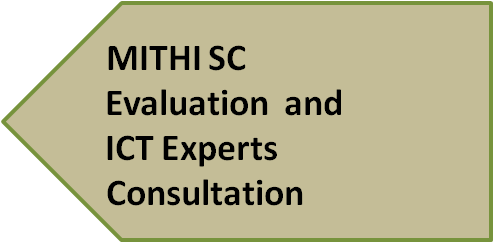 MITHI SC
Evaluation and
ICT Experts
Consultation